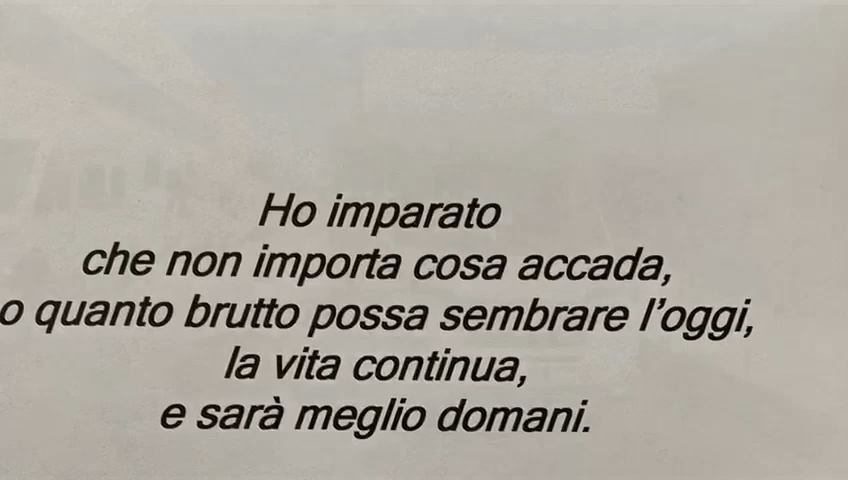 Ho imparato
che non importa cosa accada,
o quanto brutto possa sembrare l’oggi,
la vita continua,
e sarà meglio domani.